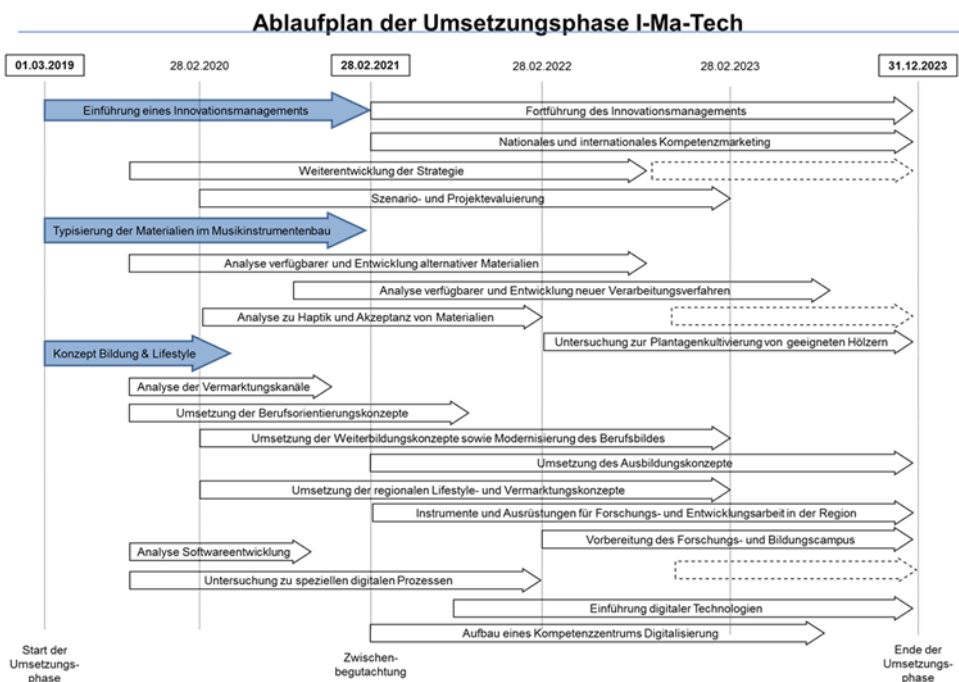 Ablaufplan der Umsetzungsphase I-Ma-Tech
01.03.2019
28.02.2020
28.02.2021
28.02.2022
28.02.2023
31.12.2023
Einführung eines Innovationsmanagements
Fortführung des Innovationsmanagements
Nationales und internationales Kompetenzmarketing
Weiterentwicklung der Strategie
Szenario- und Projektevaluierung
Typisierung der Materialien im Musikinstrumentenbau
Analyse verfügbarer und Entwicklung alternativer Materialien
Analyse verfügbarer und Entwicklung neuer Verarbeitungsverfahren
Analyse zu Haptik und Akzeptanz von Materialien
Untersuchung zur Plantagenkultivierung von geeigneten Hölzern
Konzept Bildung & Lifestyle
Analyse der Vermarktungskanäle
Umsetzung der Berufsorientierungskonzepte
Umsetzung der Weiterbildungskonzepte sowie Modernisierung des Berufsbildes
Umsetzung des Ausbildungskonzepte
Umsetzung der regionalen Lifestyle- und Vermarktungskonzepte
Instrumente und Ausrüstungen für Forschungs- und Entwicklungsarbeit in der Region
Vorbereitung des Forschungs- und Bildungscampus
Analyse Softwareentwicklung
Untersuchung zu speziellen digitalen Prozessen
Einführung digitaler Technologien
Aufbau eines Kompetenzzentrums Digitalisierung
Start der
Umsetzungs-
phase
Zwischen-
begutachtung
Ende der
Umsetzungs-
phase